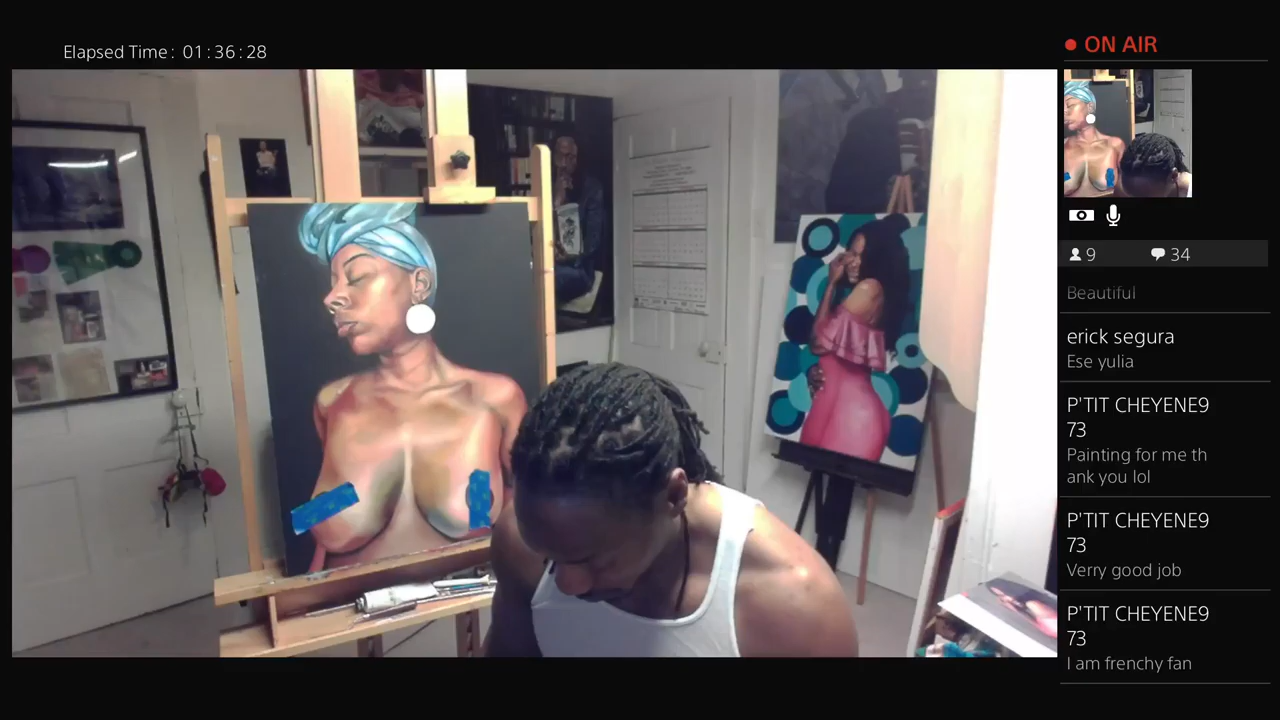 Elapsed Time: 01:36:28
ON AIR
9
34
Beautiful
erick segura
Ese yulia
P'TIT CHEYENE9
73
Painting for me th
ank you lol
P'TIT CHEYENE9
73
Verry good job
P'TIT CHEYENE9
73
I am frenchy fan